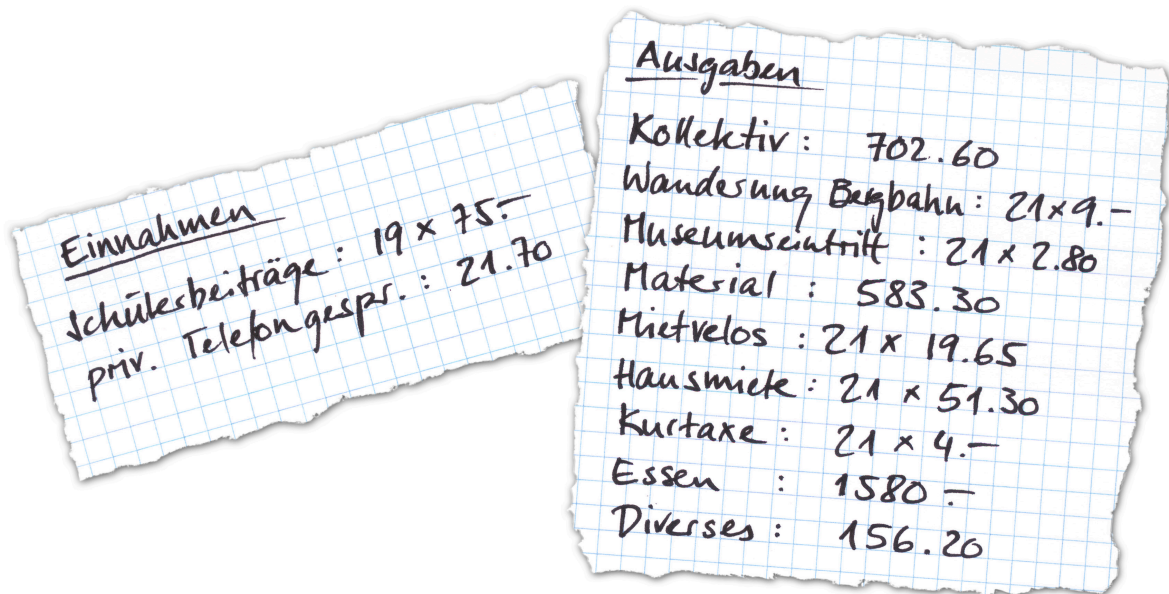 Einnahmen
Schülerbeiträge : 19 × 75.–
priv. Telefongespr. : 21.70
Ausgaben
Kollektiv : 702.60
Wanderung Bergbahn : 21×9.–
Museumseintritt : 21 × 2.80
Material : 583.30
Mietvelos : 21 × 19.65
Hausmiete : 21 × 51.30
Kurtaxe : 21 × 4.–
Essen : 1580.–
Diverses : 156.20